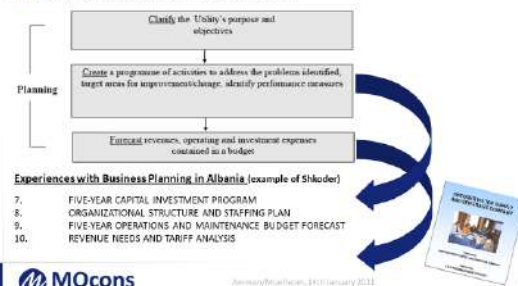 Clarify the Utility's purpose and
objectives
Planning
Create a programme of activities to address the problems identified,
target areas for improvement/change, identify performance measures
Forecast revenues, operating and investment expenses
contained in a budget
Experiences with Business Planning in Albania (example of Shkoder)
7. FIVE-YEAR CAPITAL INVESTMENT PROGRAM
8. ORGANIZATIONAL STRUCTURE AND STAFFING PLAN
9. FIVE-YEAR OPERATIONS AND MAINTENANCE BUDGET FORECAST
10. REVENUE NEEDS AND TARIFF ANALYSIS
MOcons
January 2011